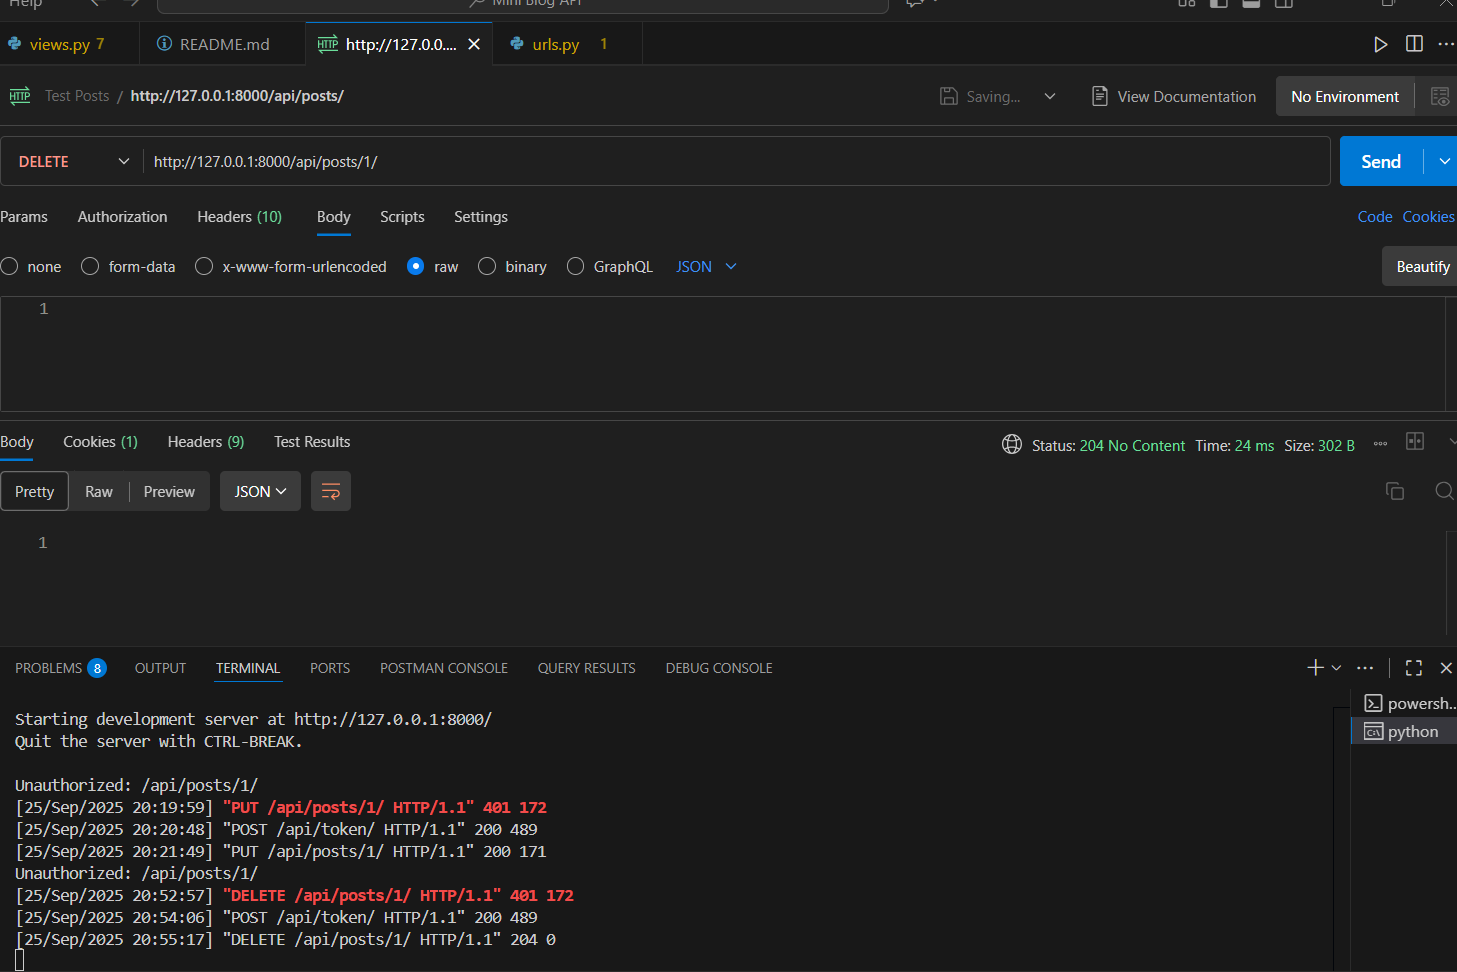 Help Mini Blog API
views.py 7 README.md HTTP http://127.0.0.... urls.py 1
HTTP Test Posts / http://127.0.0.1:8000/api/posts/ Saving... View Documentation No Environment
DELETE http://127.0.0.1:8000/api/posts/1/ Send
Params Authorization Headers (10) Body Scripts Settings Code Cookies
none form-data x-www-form-urlencoded raw binary GraphQL JSON Beautify
1
Body Cookies (1) Headers (9) Test Results Status: 204 No Content Time: 24 ms Size: 302 B
Pretty Raw Preview JSON
1
PROBLEMS 8 OUTPUT TERMINAL PORTS POSTMAN CONSOLE QUERY RESULTS DEBUG CONSOLE
powersh...
python
Starting development server at http://127.0.0.1:8000/
Quit the server with CTRL-BREAK.
Unauthorized: /api/posts/1/
[25/Sep/2025 20:19:59] "PUT /api/posts/1/ HTTP/1.1" 401 172
[25/Sep/2025 20:20:48] "POST /api/token/ HTTP/1.1" 200 489
[25/Sep/2025 20:21:49] "PUT /api/posts/1/ HTTP/1.1" 200 171
Unauthorized: /api/posts/1/
[25/Sep/2025 20:52:57] "DELETE /api/posts/1/ HTTP/1.1" 401 172
[25/Sep/2025 20:54:06] "POST /api/token/ HTTP/1.1" 200 489
[25/Sep/2025 20:55:17] "DELETE /api/posts/1/ HTTP/1.1" 204 0